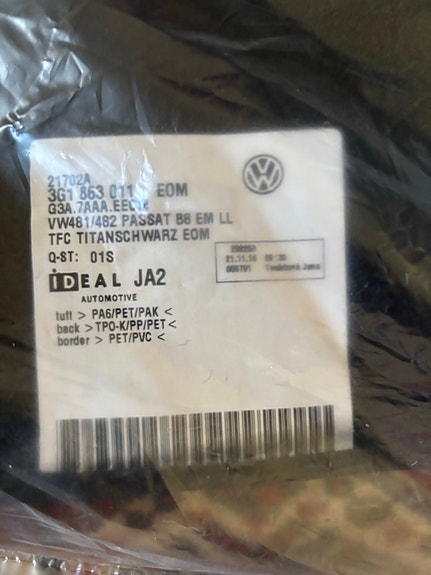 21702A
3G1 863 011 EOM
G3A.7AAA.EEC
VW481/482 PASSAT B8 EM LL
TFC TITANSCHWARZ EOM
Q-ST: 01S
21.11.16
iDEAL JA2
AUTOMOTIVE
tuft > PA6/PET/PAK <
back > TPO-K/PP/PET <
border > PET/PVC <